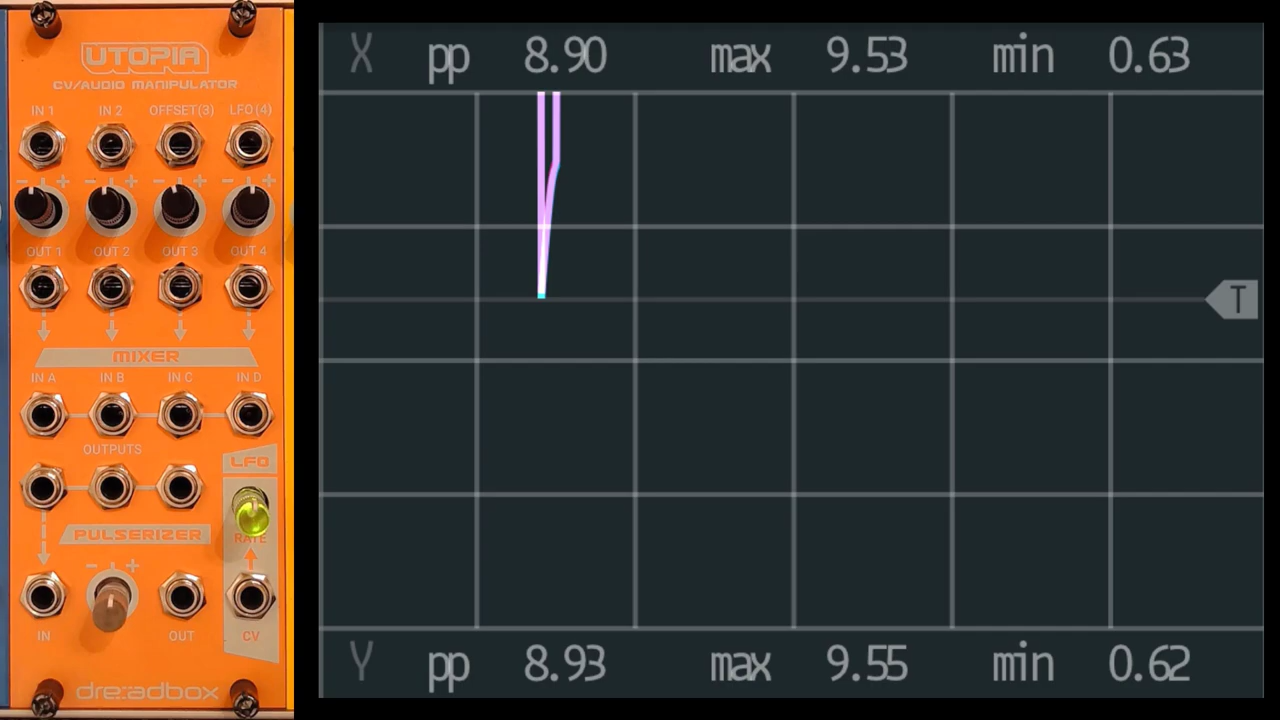 UTOPIA
CV/AUDIO MANIPULATOR
IN 1 IN 2 OFFSET(3) LFO(4)
- + - + - + - +
OUT 1 OUT 2 OUT 3 OUT 4
MIXER
IN A IN B IN C IN D
OUTPUTS
LFO
PULSERIZER
RATE
- +
IN OUT CV
dre:adbox
X pp 8.90 max 9.53 min 0.63
T
Y pp 8.93 max 9.55 min 0.62